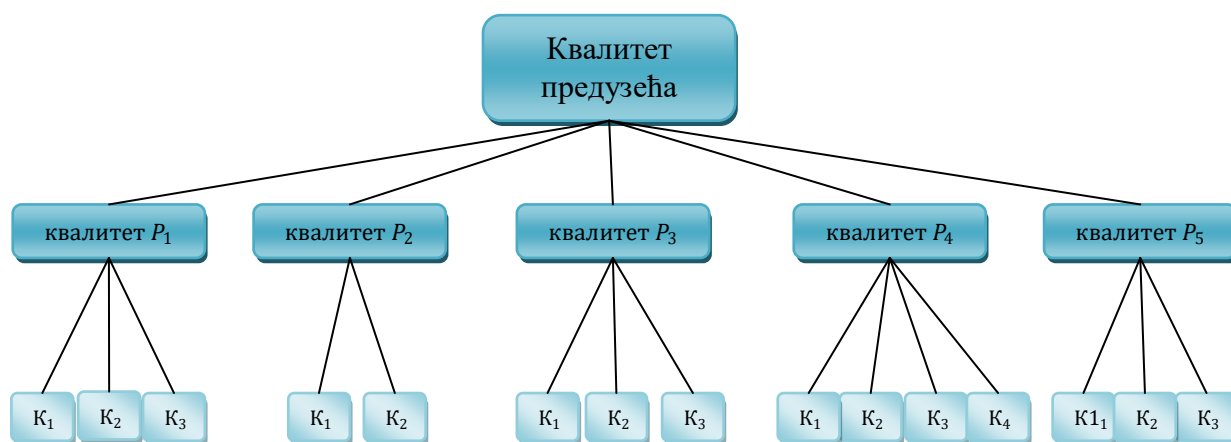 Квалитет
предузећа
квалитет P₁
квалитет P₂
квалитет P₃
квалитет P₄
квалитет P₅
К₁
К₂
К₃
К₁
К₂
К₁
К₂
К₃
К₁
К₂
К₃
К₄
К1₁
К₂
К₃